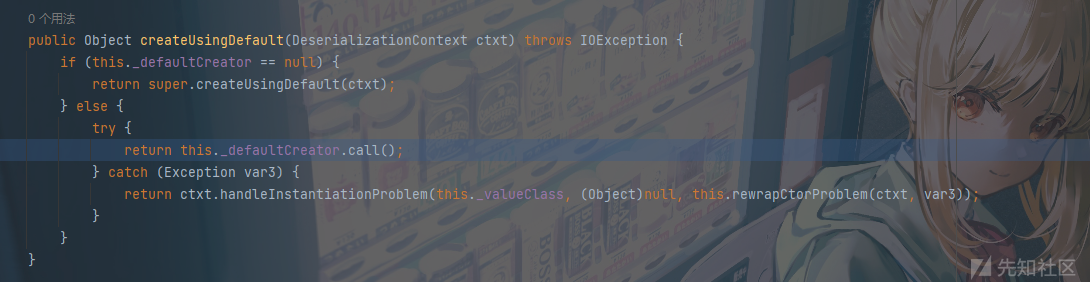 0 个用法
public Object createUsingDefault(DeserializationContext ctxt) throws IOException {
if (this._defaultCreator == null) {
return super.createUsingDefault(ctxt);
} else {
try {
return this._defaultCreator.call();
} catch (Exception var3) {
return ctxt.handleInstantiationProblem(this._valueClass, (Object)null, this.rewrapCtorProblem(ctxt, var3));
}
}
}
先知社区